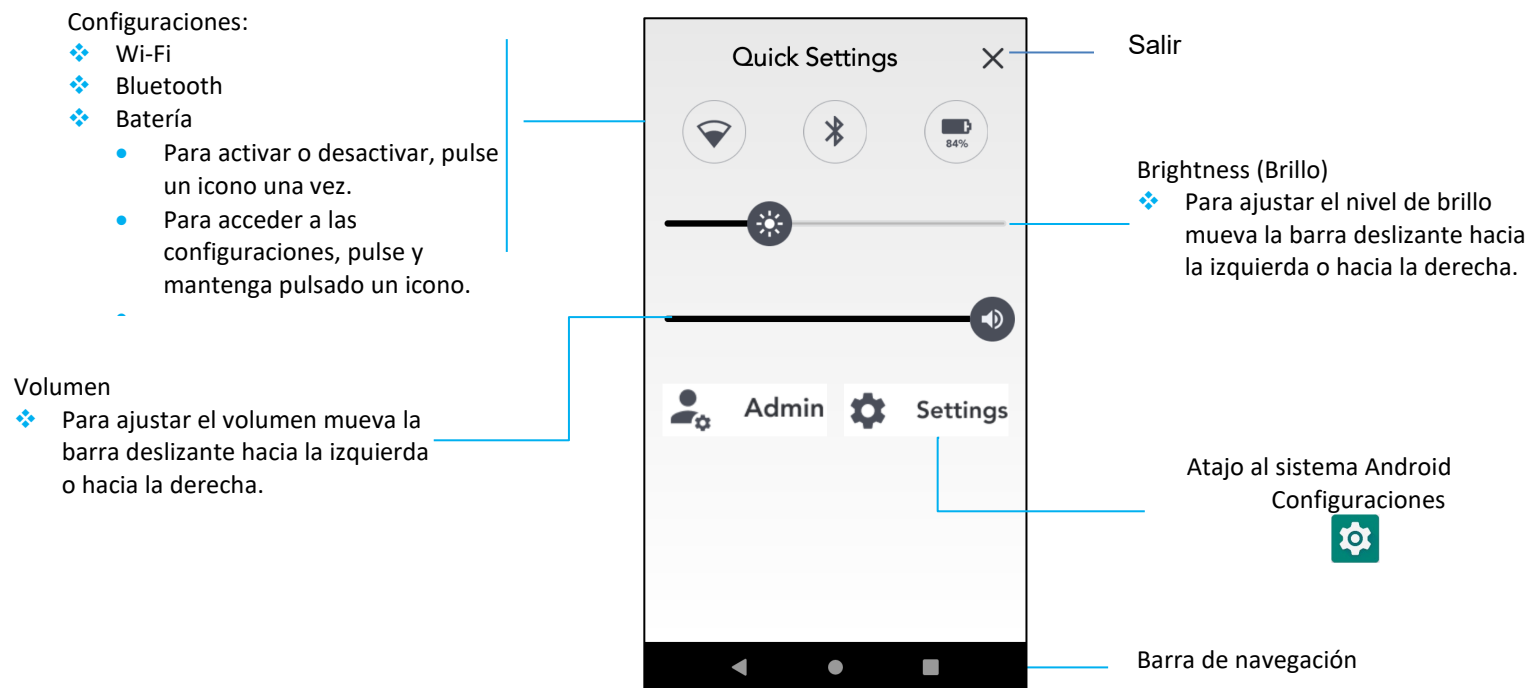 Configuraciones:
Wi-Fi
Bluetooth
Batería
Para activar o desactivar, pulse
un icono una vez.
Para acceder a las
configuraciones, pulse y
mantenga pulsado un icono.
Volumen
Para ajustar el volumen mueva la
barra deslizante hacia la izquierda
o hacia la derecha.
Quick Settings
84%
Admin
Settings
Salir
Brightness (Brillo)
Para ajustar el nivel de brillo
mueva la barra deslizante hacia
la izquierda o hacia la derecha.
Atajo al sistema Android
Configuraciones
Barra de navegación